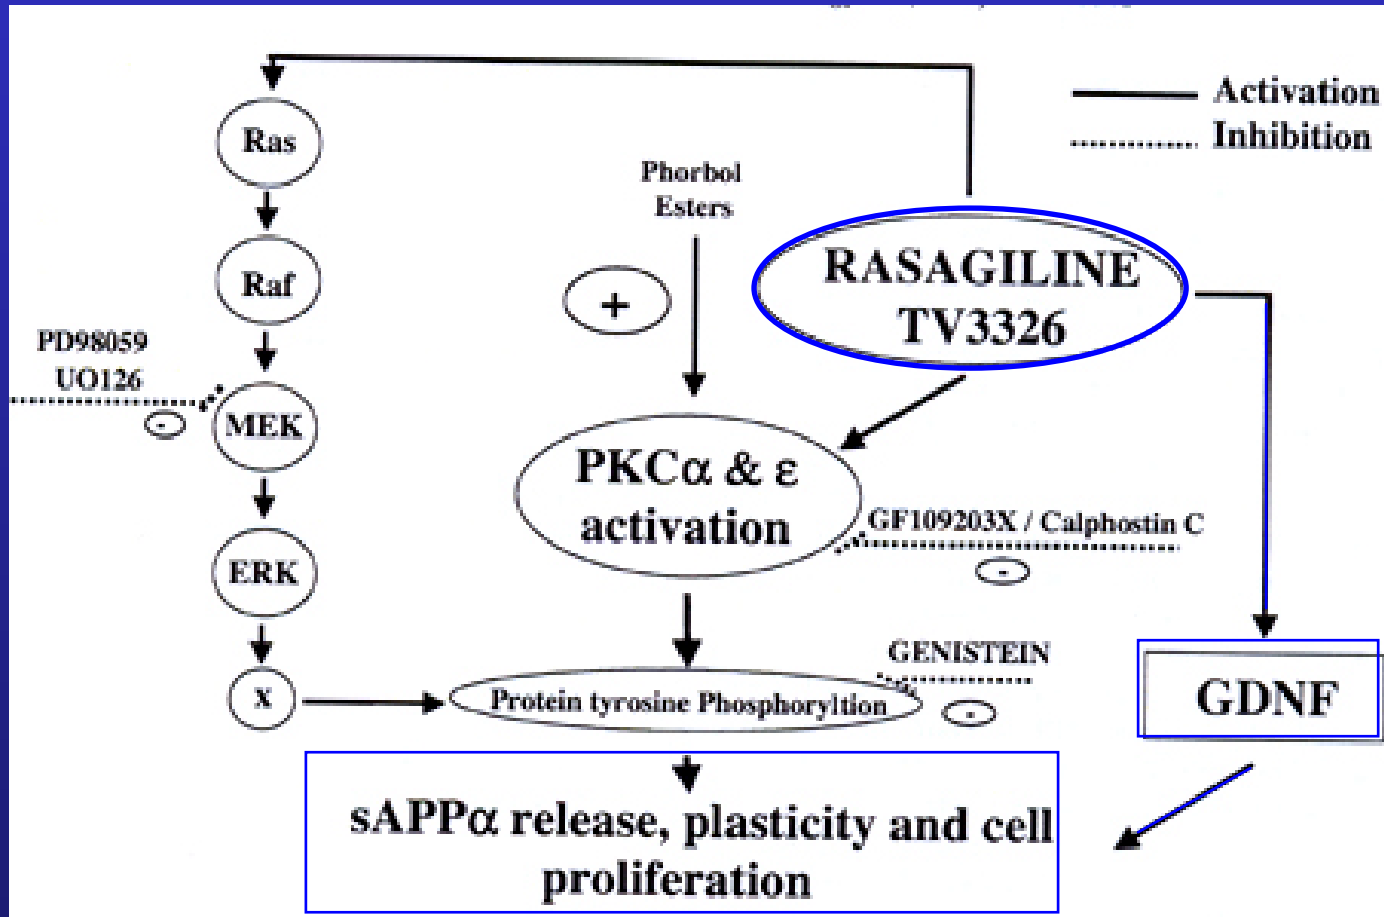 Activation
Inhibition
Ras
Phorbol
Esters
RASAGILINE
TV3326
Raf
+
PD98059
UO126
-
MEK
PKCα & ε
activation
GF109203X / Calphostin C
-
ERK
GENISTEIN
-
X
Protein tyrosine Phosphoryltion
GDNF
sAPPα release, plasticity and cell
proliferation